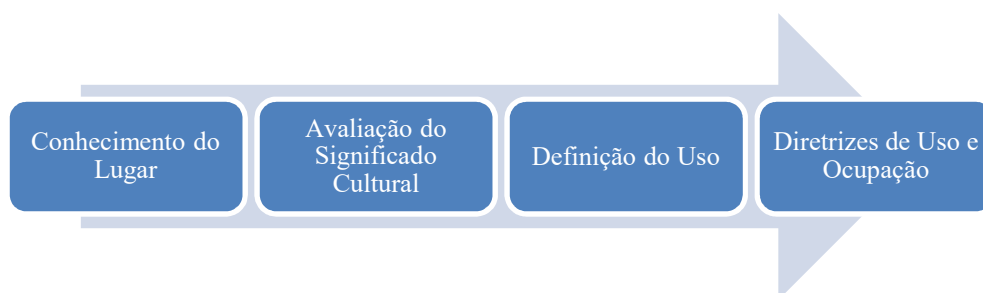 Conhecimento do
Lugar
Avaliação do
Significado
Cultural
Definição do Uso
Diretrizes de Uso e
Ocupação